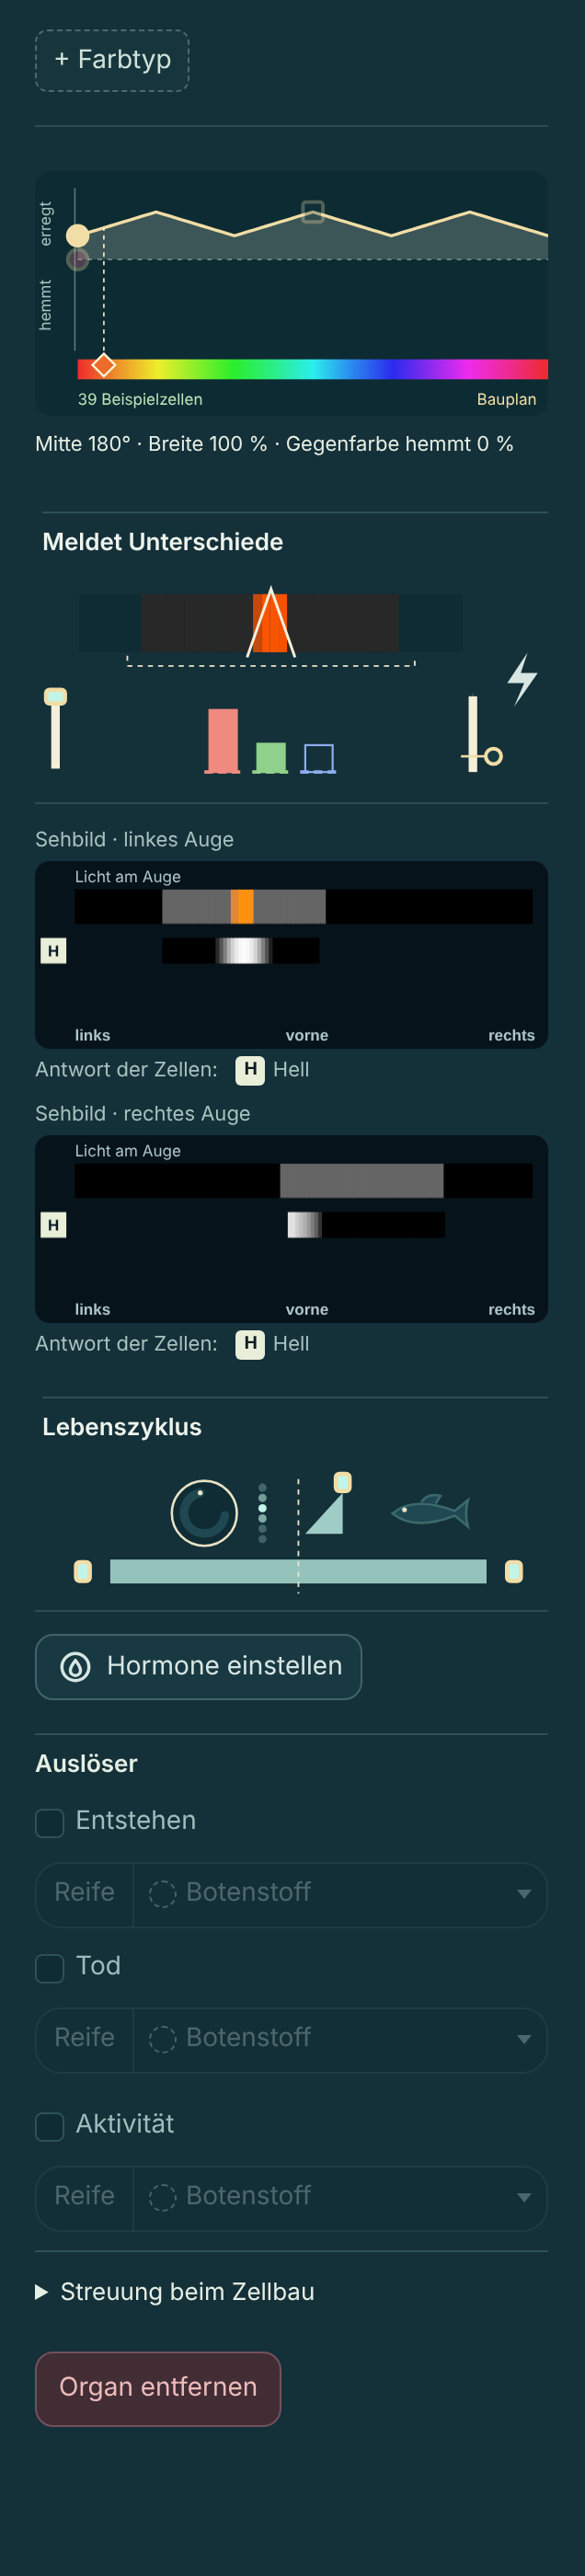 + Farbtyp
erregt
hemmt
39 Beispielzellen
Bauplan
Mitte 180° · Breite 100 % · Gegenfarbe hemmt 0 %
Meldet Unterschiede
Sehbild · linkes Auge
Licht am Auge
H
links vorne rechts
Antwort der Zellen: H Hell
Sehbild · rechtes Auge
Licht am Auge
H
links vorne rechts
Antwort der Zellen: H Hell
Lebenszyklus
Hormone einstellen
Auslöser
Entstehen
Reife Botenstoff
Tod
Reife Botenstoff
Aktivität
Reife Botenstoff
Streuung beim Zellbau
Organ entfernen